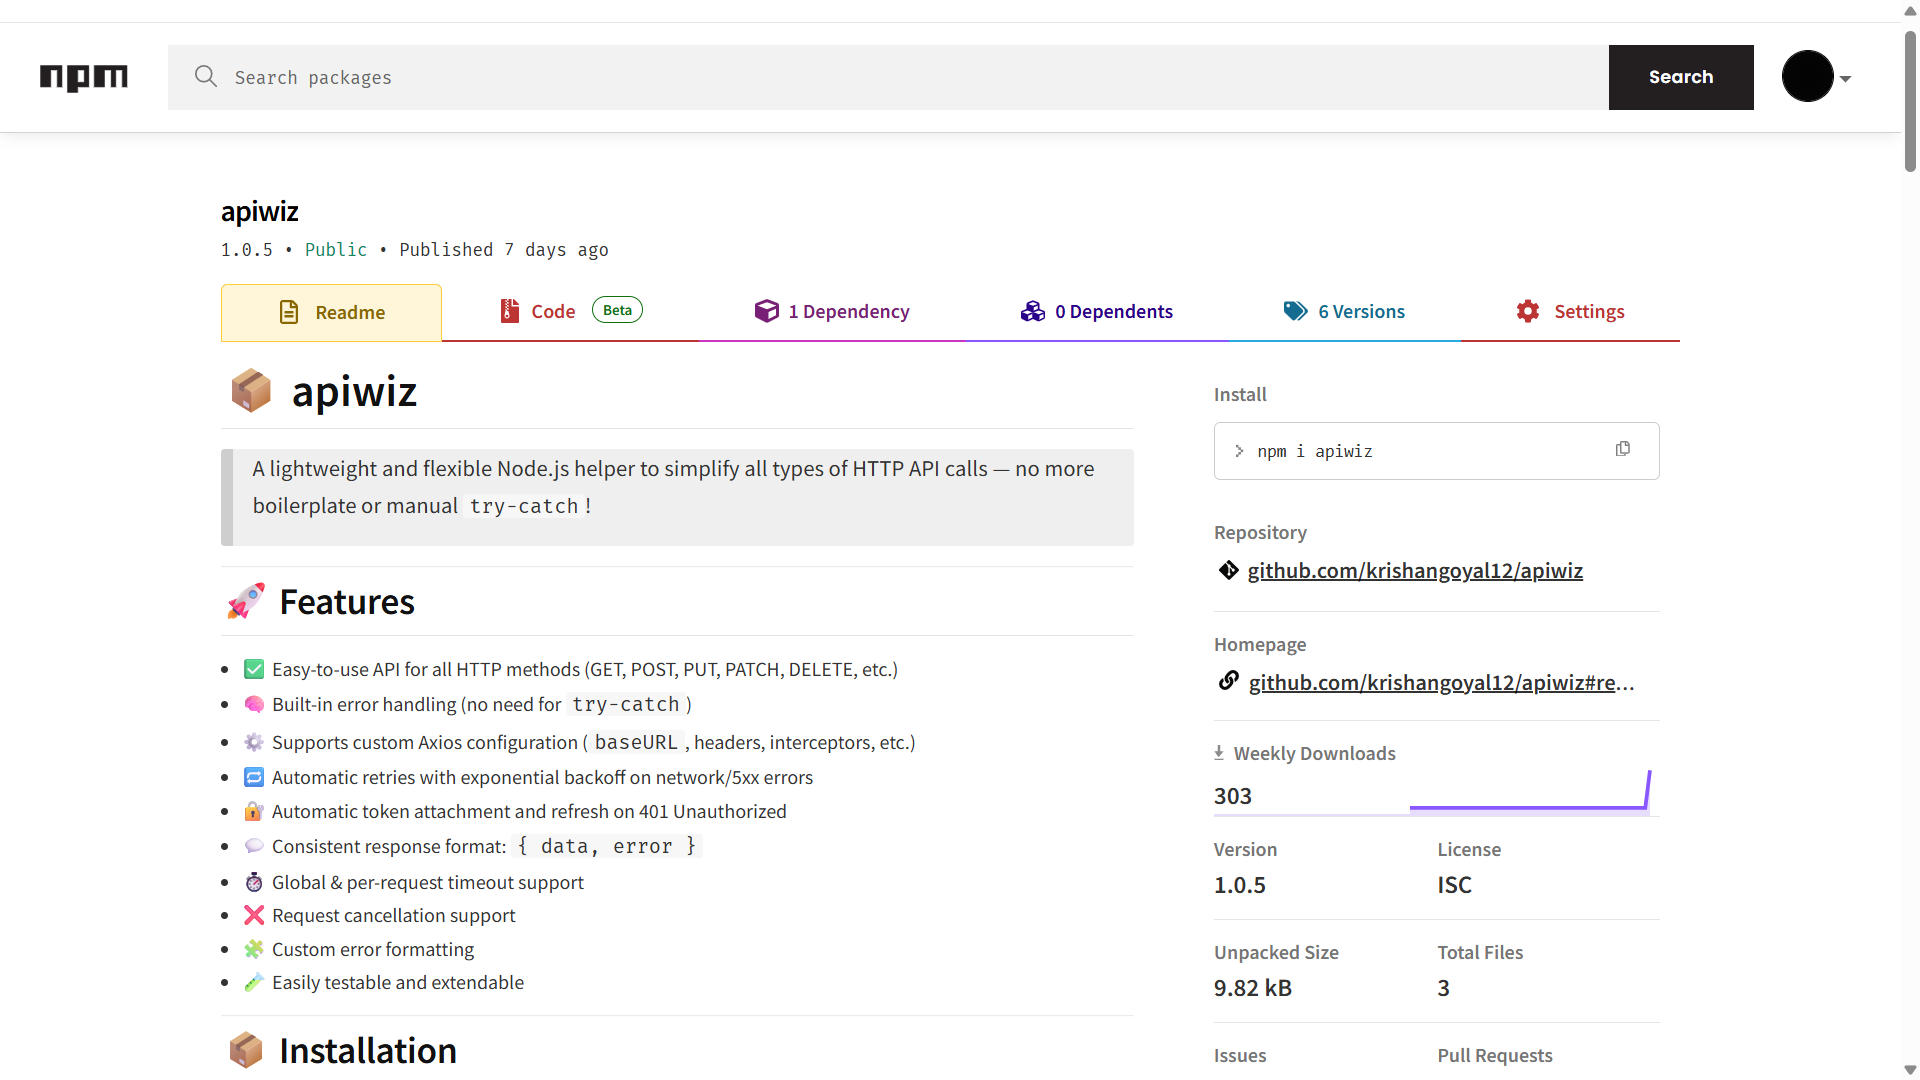 npm
Search packages
Search
apiwiz
1.0.5 • Public • Published 7 days ago
Readme
Code Beta
1 Dependency
0 Dependents
6 Versions
Settings
📦 apiwiz
A lightweight and flexible Node.js helper to simplify all types of HTTP API calls — no more
boilerplate or manual try-catch!
🚀 Features
• ✅ Easy-to-use API for all HTTP methods (GET, POST, PUT, PATCH, DELETE, etc.)
• 🧠 Built-in error handling (no need for try-catch)
• ⚙️ Supports custom Axios configuration (baseURL, headers, interceptors, etc.)
• 🔁 Automatic retries with exponential backoff on network/5xx errors
• 🔐 Automatic token attachment and refresh on 401 Unauthorized
• 💬 Consistent response format: { data, error }
• ⏱️ Global & per-request timeout support
• ❌ Request cancellation support
• 🧩 Custom error formatting
• 🧪 Easily testable and extendable
📦 Installation
Install
> npm i apiwiz
Repository
github.com/krishangoyal12/apiwiz
Homepage
github.com/krishangoyal12/apiwiz#re...
Weekly Downloads
303
Version
License
1.0.5
ISC
Unpacked Size
Total Files
9.82 kB
3
Issues
Pull Requests